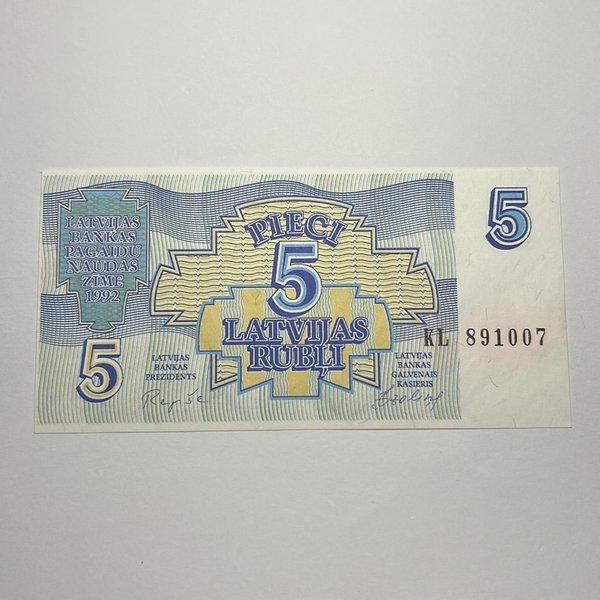 LATVIJAS
BANKAS
PAGAIDU
NAUDAS
ZĪME
1992
PIECI
5
LATVIJAS
RUBĻI
5
KL 891007
5
LATVIJAS
BANKAS
PREZIDENTS
LATVIJAS
BANKAS
GALVENAIS
KASIERIS
Repše